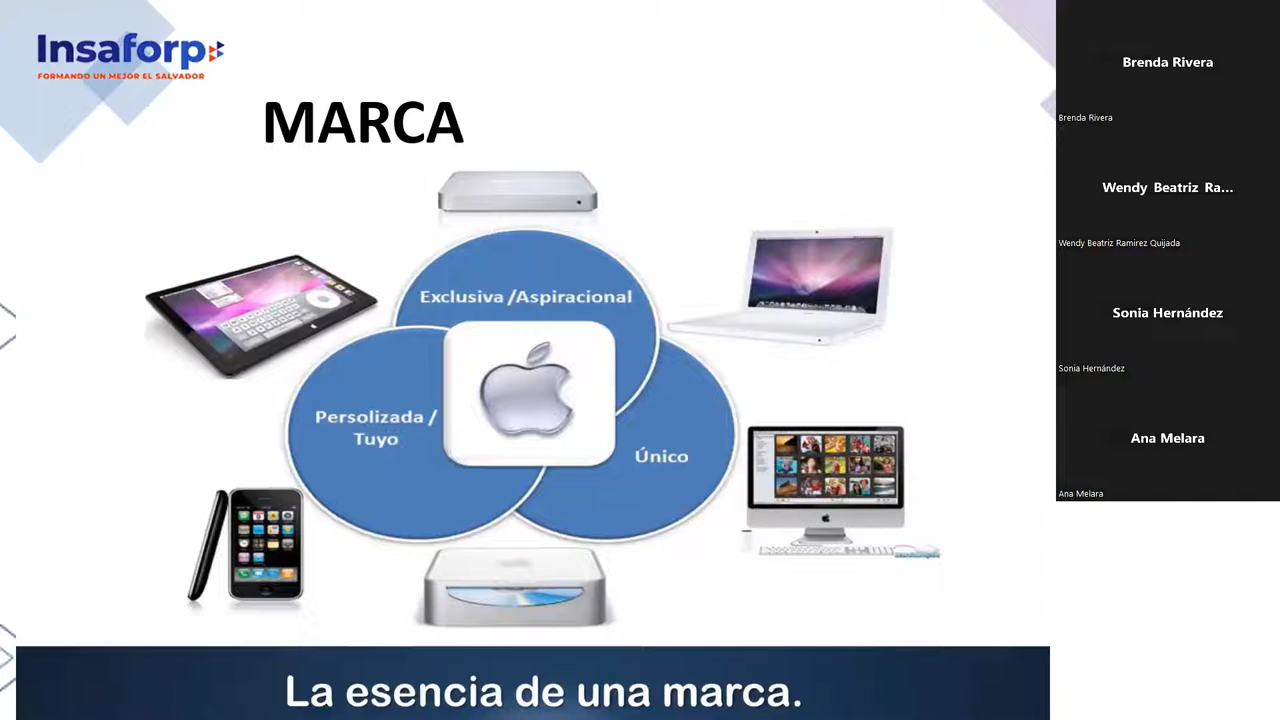 Insaforp
FORMANDO UN MEJOR EL SALVADOR
MARCA
Exclusiva /Aspiracional
Persolizada /
Tuyo
Único
La esencia de una marca.
Brenda Rivera
Brenda Rivera
Wendy Beatriz Ra...
Wendy Beatriz Ramirez Quijada
Sonia Hernández
Sonia Hernández
Ana Melara
Ana Melara